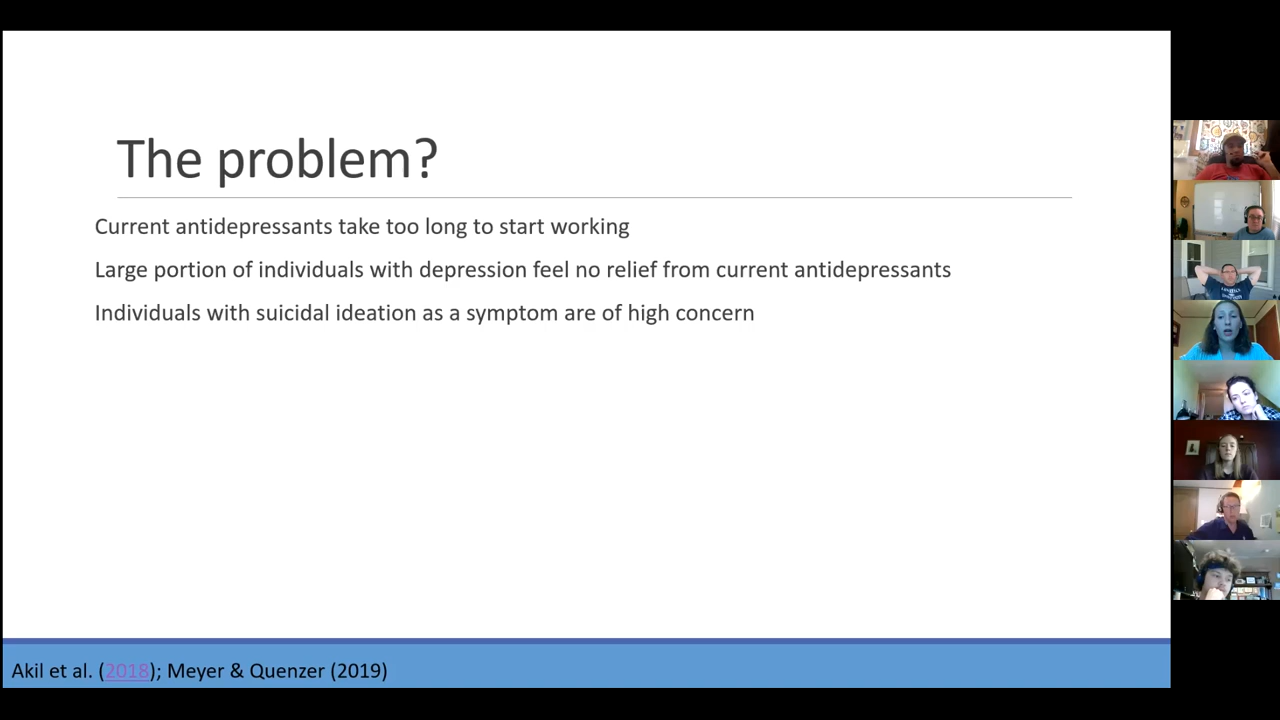 The problem?
Current antidepressants take too long to start working
Large portion of individuals with depression feel no relief from current antidepressants
Individuals with suicidal ideation as a symptom are of high concern
Akil et al. (2018); Meyer & Quenzer (2019)